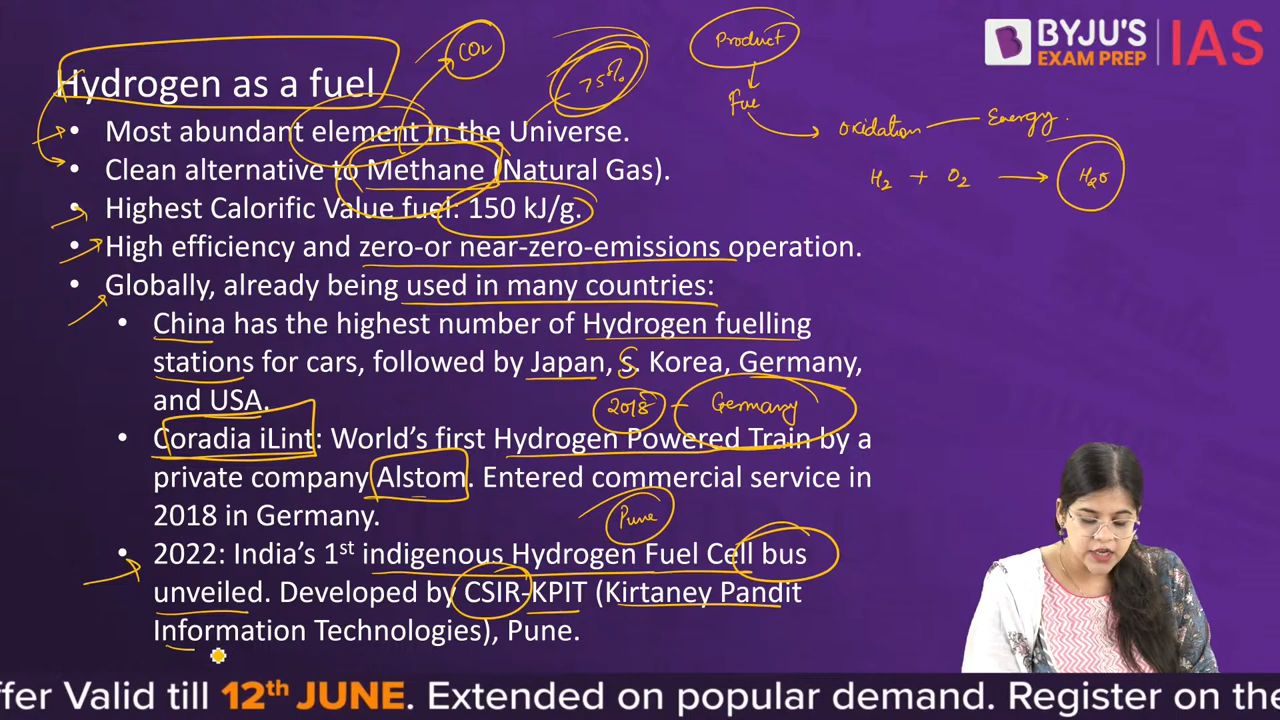 CO2
75%
Product
Fue
Oxidation — Energy.
H2 + O2 → H2O
BYJU'S
EXAM PREP
IAS
Hydrogen as a fuel
• Most abundant element in the Universe.
• Clean alternative to Methane (Natural Gas).
• Highest Calorific Value fuel: 150 kJ/g.
• High efficiency and zero-or near-zero-emissions operation.
• Globally, already being used in many countries:
• China has the highest number of Hydrogen fuelling
stations for cars, followed by Japan, S. Korea, Germany,
and USA.
2018 - Germany
• Coradia iLint: World's first Hydrogen Powered Train by a
private company Alstom. Entered commercial service in
2018 in Germany.
Pune
• 2022: India's 1st indigenous Hydrogen Fuel Cell bus
unveiled. Developed by CSIR-KPIT (Kirtaney Pandit
Information Technologies), Pune.
ffer Valid till 12th JUNE. Extended on popular demand. Register on the